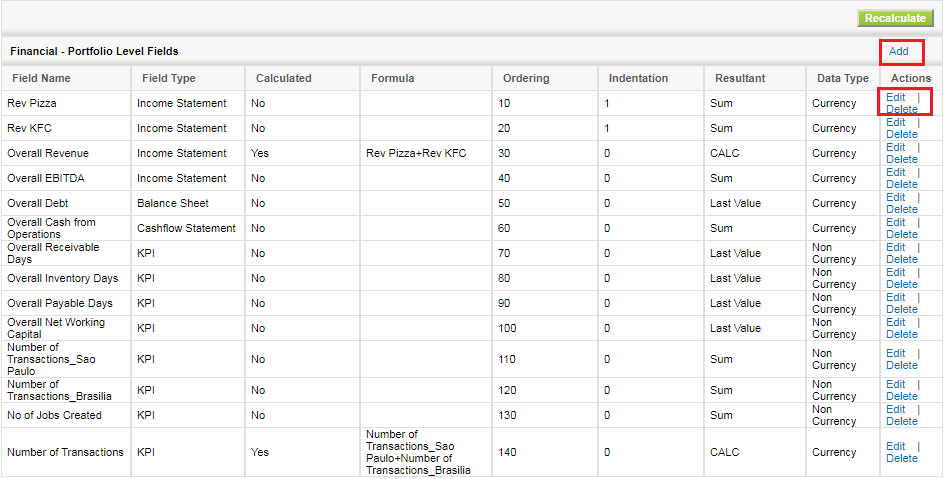 Recalculate
Financial - Portfolio Level Fields Add
Field Name Field Type Calculated Formula Ordering Indentation Resultant Data Type Actions
Rev Pizza Income Statement No 10 1 Sum Currency Edit | Delete
Rev KFC Income Statement No 20 1 Sum Currency Edit | Delete
Overall Revenue Income Statement Yes Rev Pizza+Rev KFC 30 0 CALC Currency Edit | Delete
Overall EBITDA Income Statement No 40 0 Sum Currency Edit | Delete
Overall Debt Balance Sheet No 50 0 Last Value Currency Edit | Delete
Overall Cash from Operations Cashflow Statement No 60 0 Sum Currency Edit | Delete
Overall Receivable Days KPI No 70 0 Last Value Non Currency Edit | Delete
Overall Inventory Days KPI No 80 0 Last Value Non Currency Edit | Delete
Overall Payable Days KPI No 90 0 Last Value Non Currency Edit | Delete
Overall Net Working Capital KPI No 100 0 Last Value Non Currency Edit | Delete
Number of Transactions_Sao Paulo KPI No 110 0 Sum Non Currency Edit | Delete
Number of Transactions_Brasilia KPI No 120 0 Sum Non Currency Edit | Delete
No of Jobs Created KPI No 130 0 Sum Non Currency Edit | Delete
Number of Transactions KPI Yes Number of Transactions_Sao Paulo+Number of Transactions_Brasilia 140 0 CALC Currency Edit | Delete